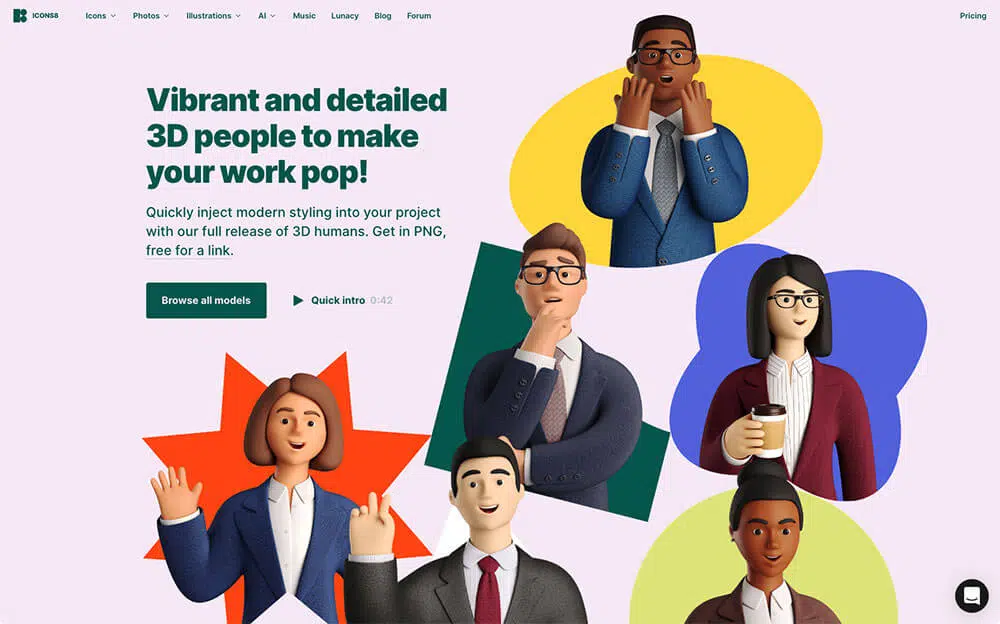 ICONS8 Icons Photos Illustrations AI Music Lunacy Blog Forum Pricing
Vibrant and detailed
3D people to make
your work pop!
Quickly inject modern styling into your project
with our full release of 3D humans. Get in PNG,
free for a link.
Browse all models Quick intro 0:42